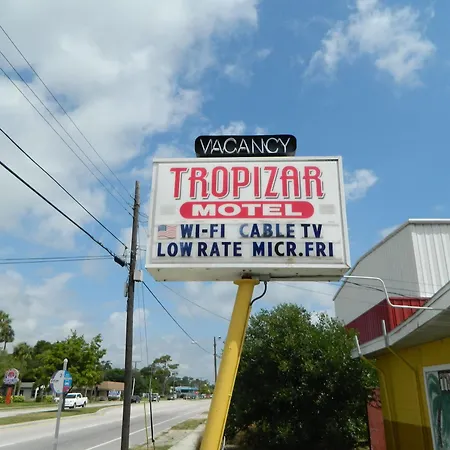 VACANCY
TROPIZAR
MOTEL
WI-FI CABLE TV
LOW RATE MICR.FRI